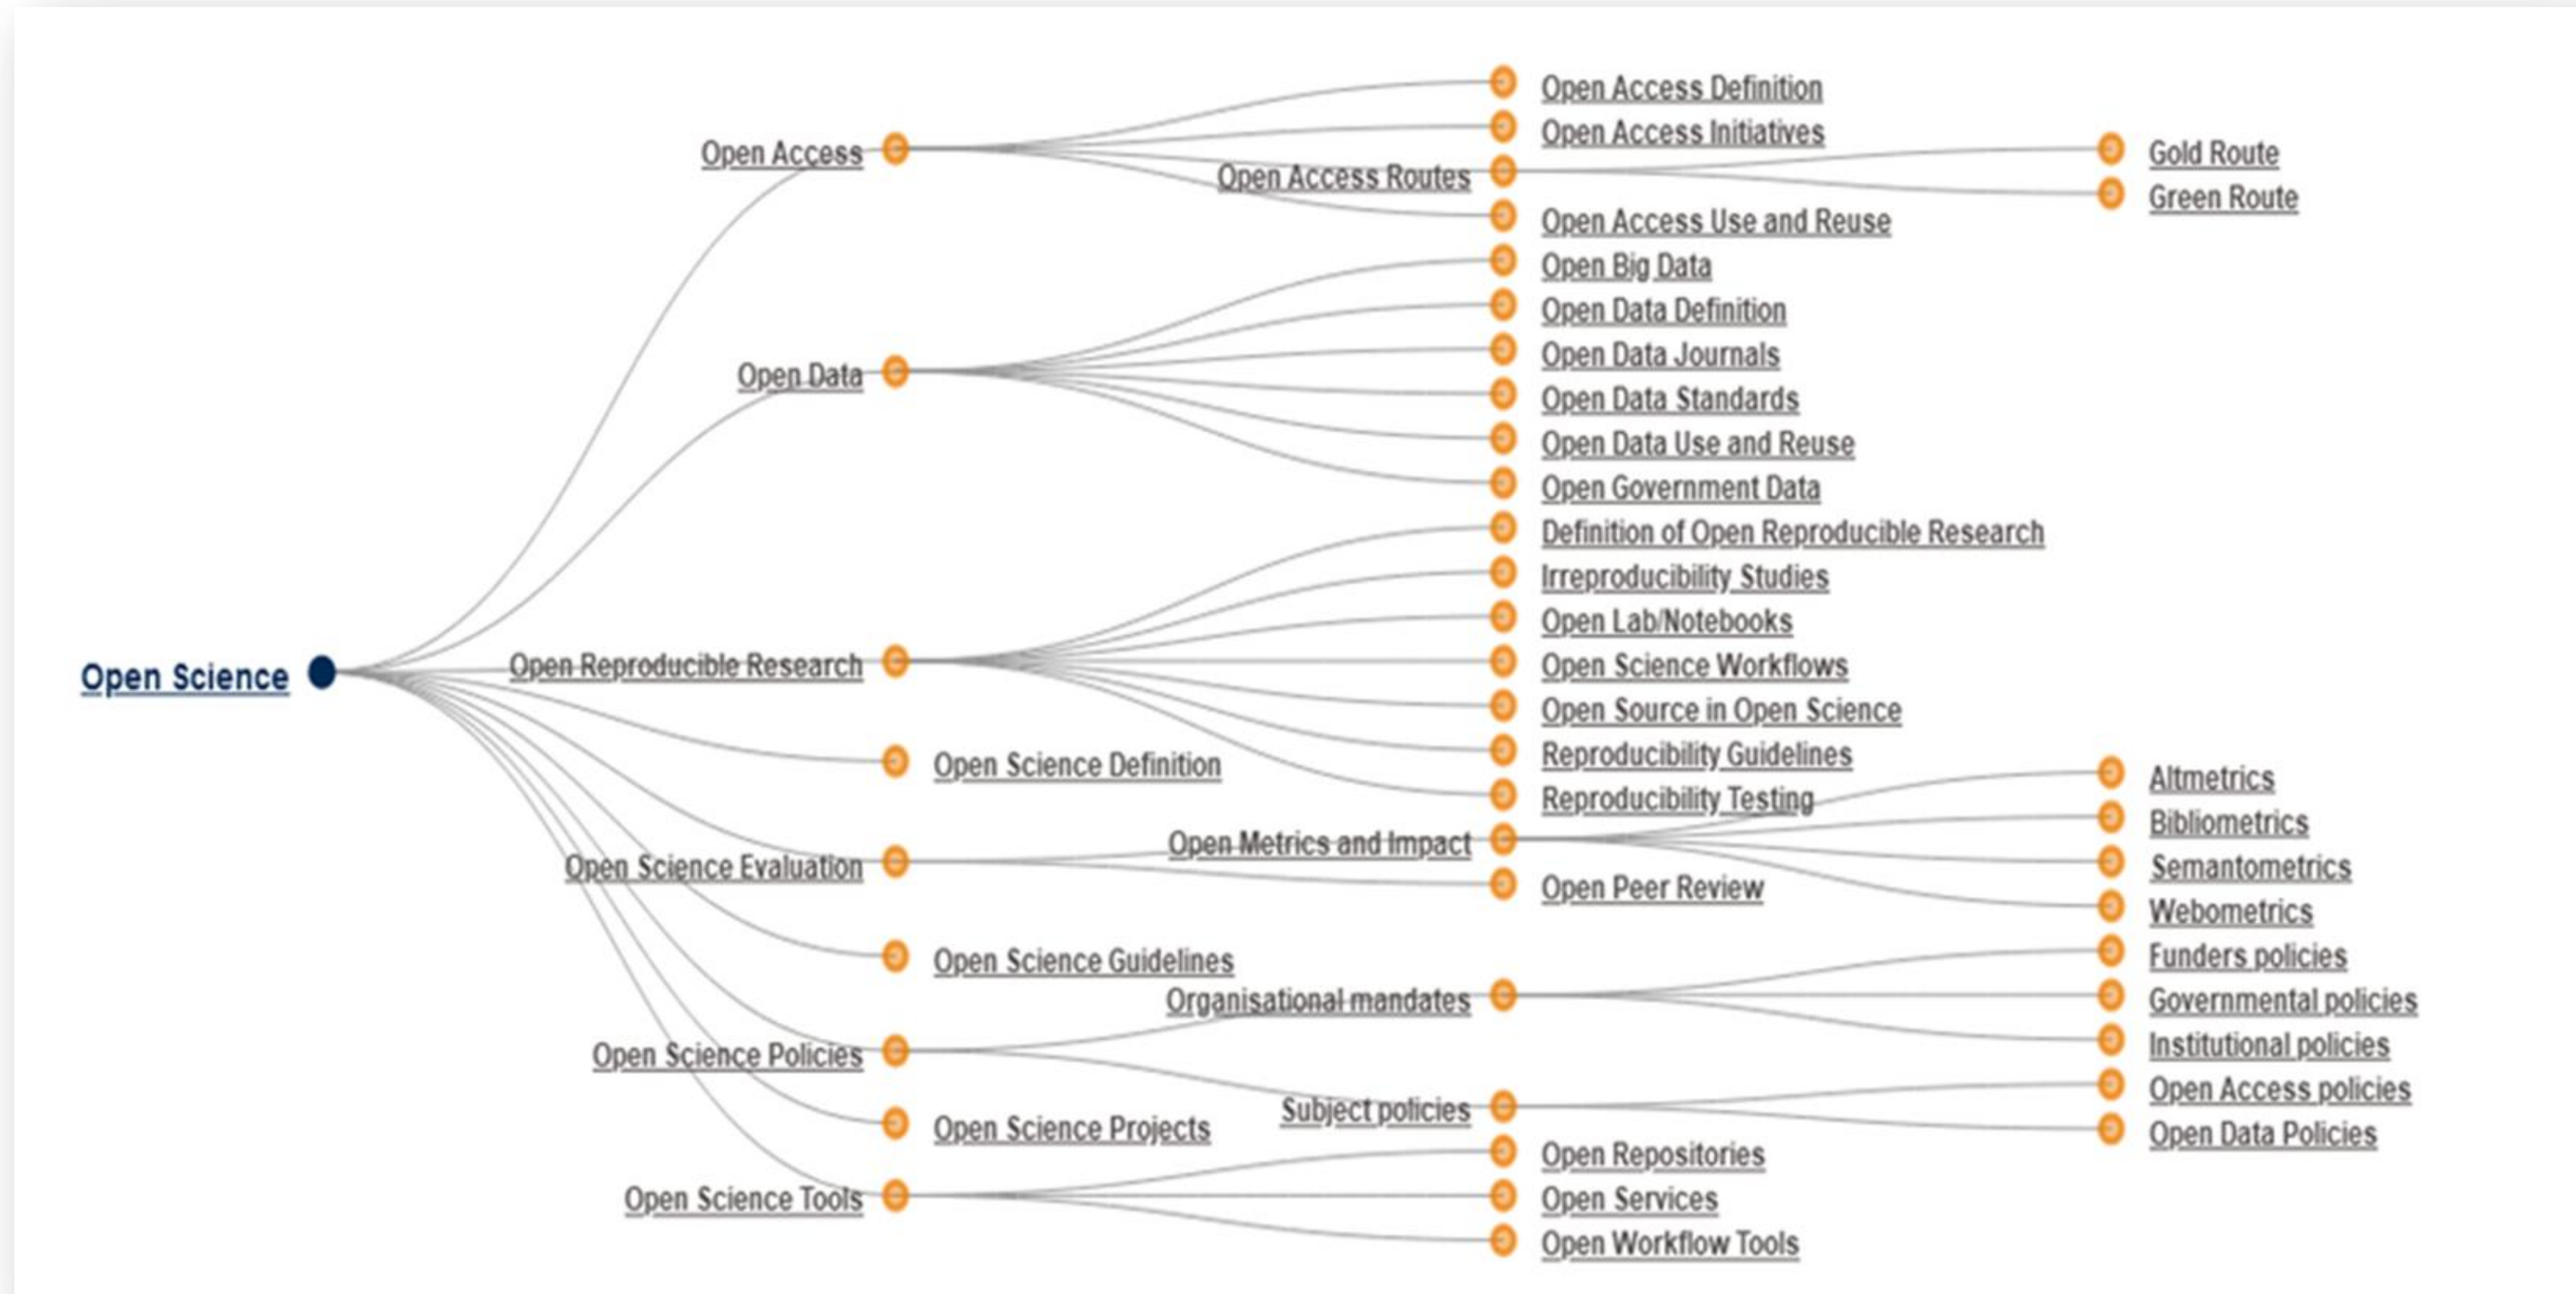 Open Science
Open Access
Open Access Definition
Open Access Initiatives
Open Access Routes
Gold Route
Green Route
Open Access Use and Reuse
Open Data
Open Big Data
Open Data Definition
Open Data Journals
Open Data Standards
Open Data Use and Reuse
Open Government Data
Open Reproducible Research
Definition of Open Reproducible Research
Irreproducibility Studies
Open Lab/Notebooks
Open Science Workflows
Open Source in Open Science
Reproducibility Guidelines
Reproducibility Testing
Open Science Definition
Open Science Evaluation
Open Metrics and Impact
Altmetrics
Bibliometrics
Semantometrics
Webometrics
Open Peer Review
Open Science Guidelines
Open Science Policies
Organisational mandates
Funders policies
Governmental policies
Institutional policies
Subject policies
Open Access policies
Open Data Policies
Open Science Projects
Open Science Tools
Open Repositories
Open Services
Open Workflow Tools